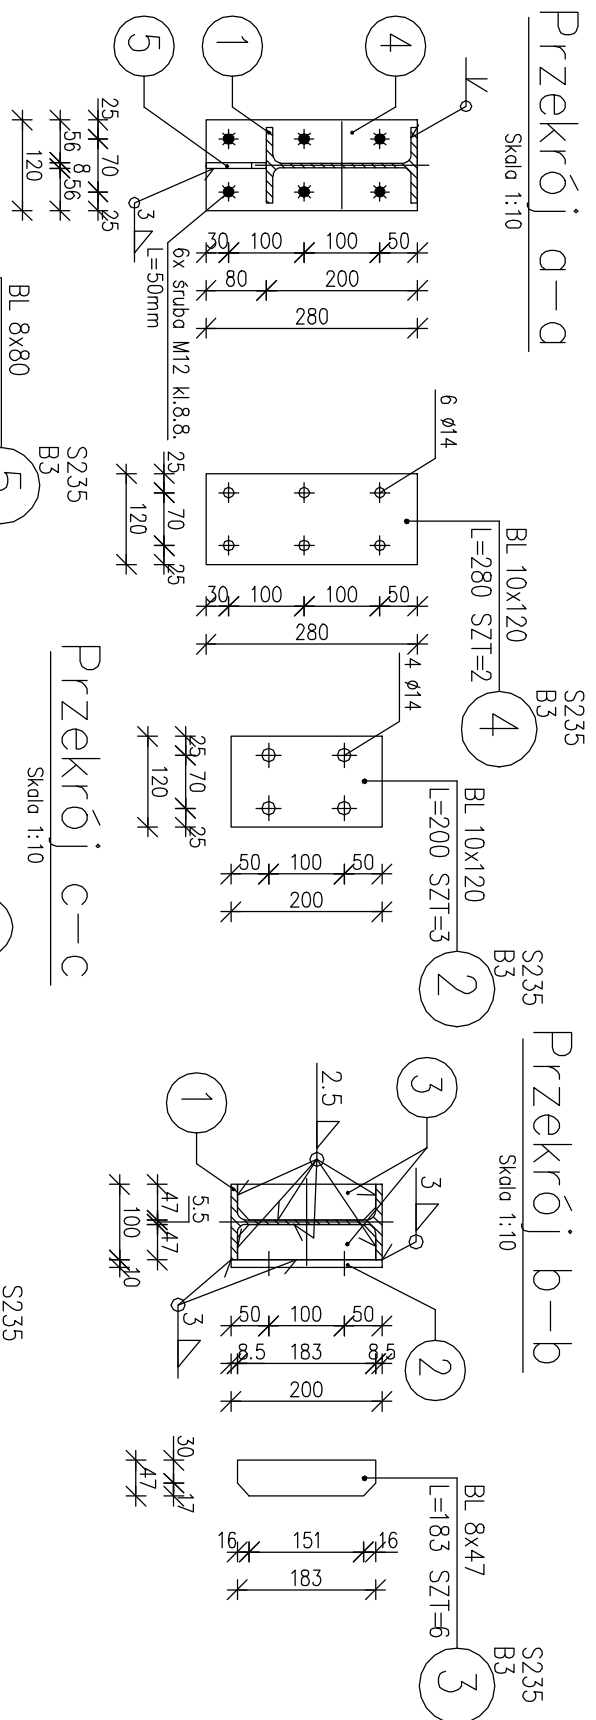 Przekrój a-a
Skala 1:10
4
1
5
3
L=50mm
6x śruba M12 kl.8.8.
25
70
25
56
8
56
120
30
100
100
50
80
200
280
BL 8x80
S235
B3
5
6 ø14
BL 10x120
L=280 SZT=2
S235
B3
4
25
70
25
120
30
100
100
50
280
Przekrój c-c
Skala 1:10
4 ø14
BL 10x120
L=200 SZT=3
S235
B3
2
25
70
25
120
50
100
50
200
Przekrój b-b
Skala 1:10
3
1
2
2.5
3
3
5.5
47
47
100
10
50
100
50
8.5
183
8.5
200
S235
BL 8x47
L=183 SZT=6
S235
B3
3
30
17
47
16
151
16
183